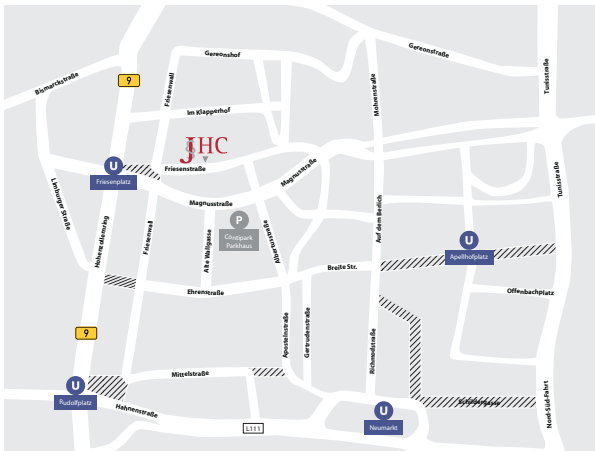 Gereonshof
Gereonstraße
Bismarckstraße
9
Friesenwall
Mohrenstraße
Tunisstraße
Im Klapperhof
JHC
U
Friesenplatz
Friesenstraße
Magnusstraße
Tunisstraße
Limburger Straße
Magnusstraße
P
Contipark
Parkhaus
Hohenzollernring
Friesenwall
Alte Wallgasse
Albertusstraße
Auf dem Berlich
U
Apellhofplatz
Breite Str.
Ehrenstraße
Offenbachplatz
9
Apostelnstraße
Gertrudenstraße
Richmodstraße
Mittelstraße
U
Rudolfplatz
Hahnenstraße
L111
U
Neumarkt
Schildergasse
Nord-Süd-Fahrt